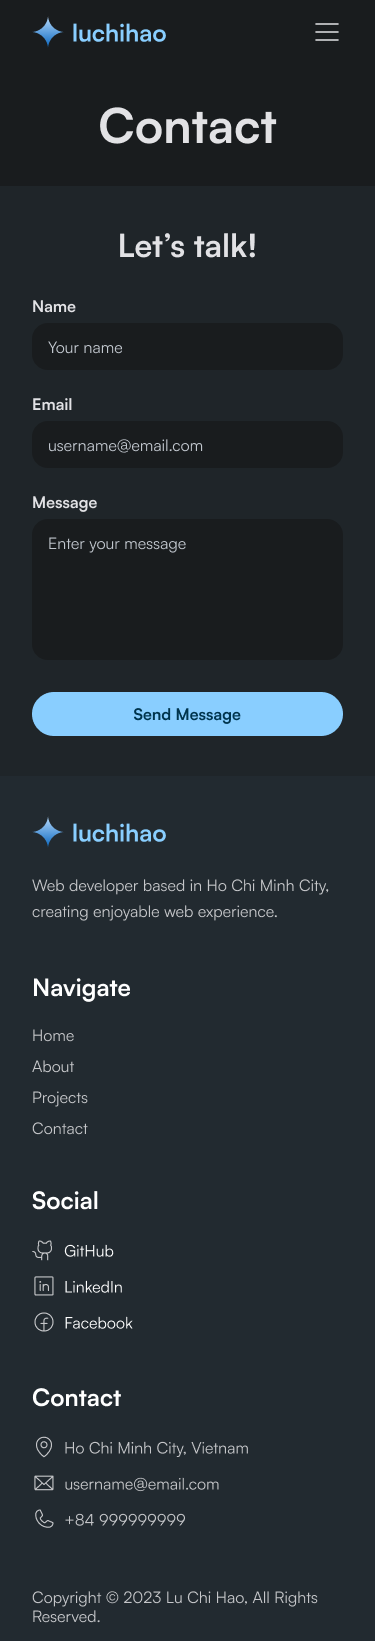 luchihao
Contact
Let’s talk!
Name
Your name
Email
username@email.com
Message
Enter your message
Send Message
luchihao
Web developer based in Ho Chi Minh City,
creating enjoyable web experience.
Navigate
Home
About
Projects
Contact
Social
GitHub
LinkedIn
Facebook
Contact
Ho Chi Minh City, Vietnam
username@email.com
+84 999999999
Copyright © 2023 Lu Chi Hao, All Rights
Reserved.